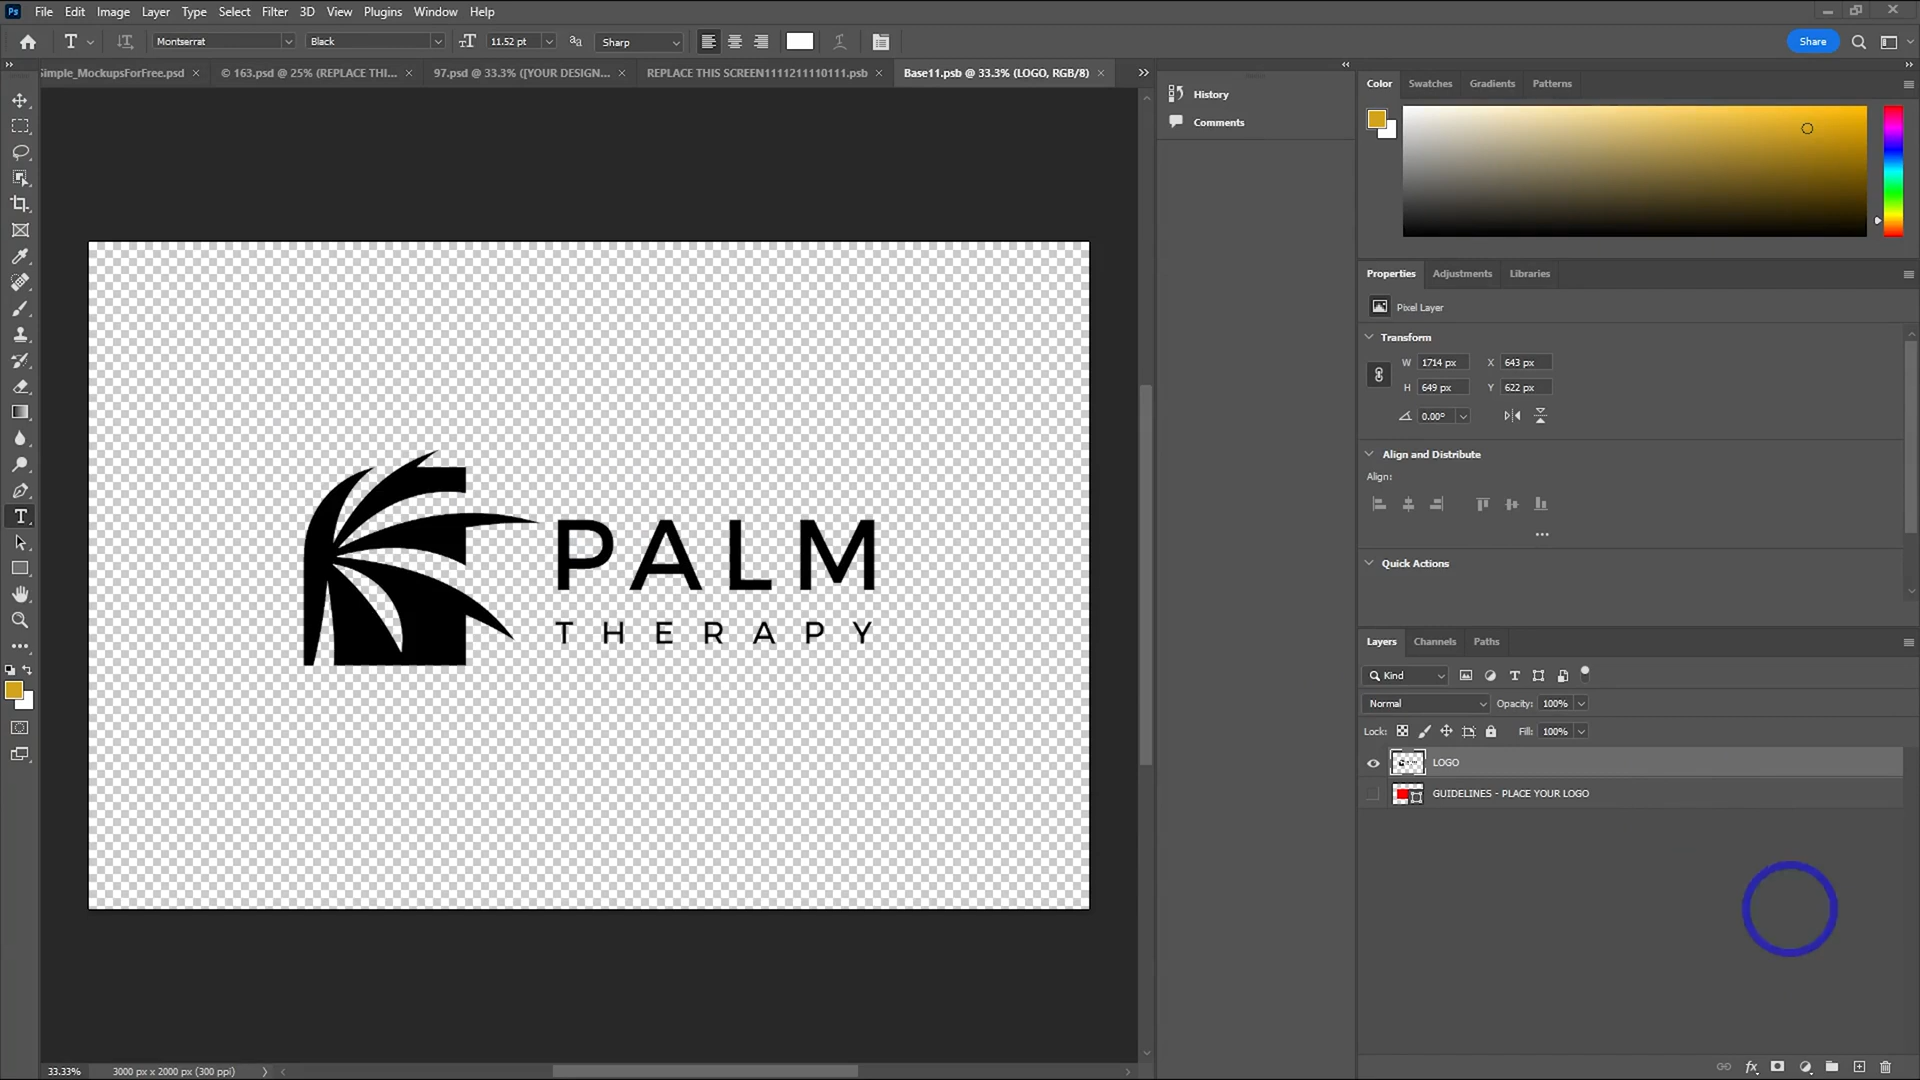 Ps File Edit Image Layer Type Select Filter 3D View Plugins Window Help
Montserrat Black 11.52 pt Sharp Share
Simple_MockupsForFree.psd × © 163.psd @ 25% (REPLACE THI... × 97.psd @ 33.3% ([YOUR DESIGN... × REPLACE THIS SCREEN1111211110111.psb × Base11.psb @ 33.3% (LOGO, RGB/8) ×
History
Comments
Color Swatches Gradients Patterns
Properties Adjustments Libraries
Pixel Layer
Transform
W 1714 px X 643 px
H 649 px Y 622 px
0.00°
Align and Distribute
Align:
Quick Actions
PALM
THERAPY
Layers Channels Paths
Kind
Normal Opacity: 100%
Lock: Fill: 100%
LOGO
GUIDELINES - PLACE YOUR LOGO
fx
33.33% 3000 px x 2000 px (300 ppi)